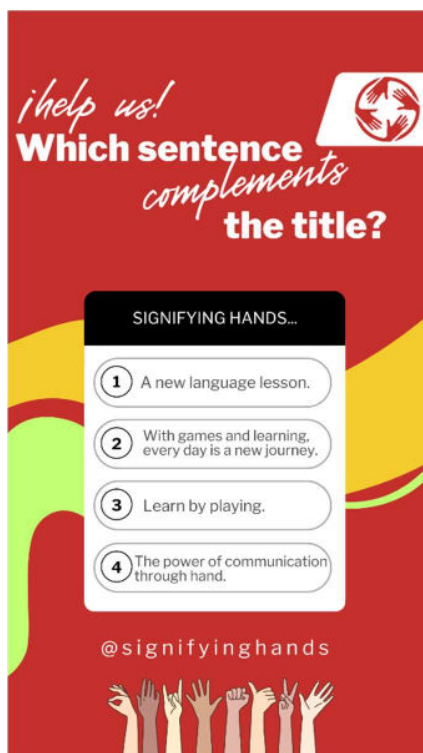 ¡help us!
Which sentence
complements
the title?
SIGNIFYING HANDS...
1 A new language lesson.
2 With games and learning,
every day is a new journey.
3 Learn by playing.
4 The power of communication
through hand.
@signifyinghands